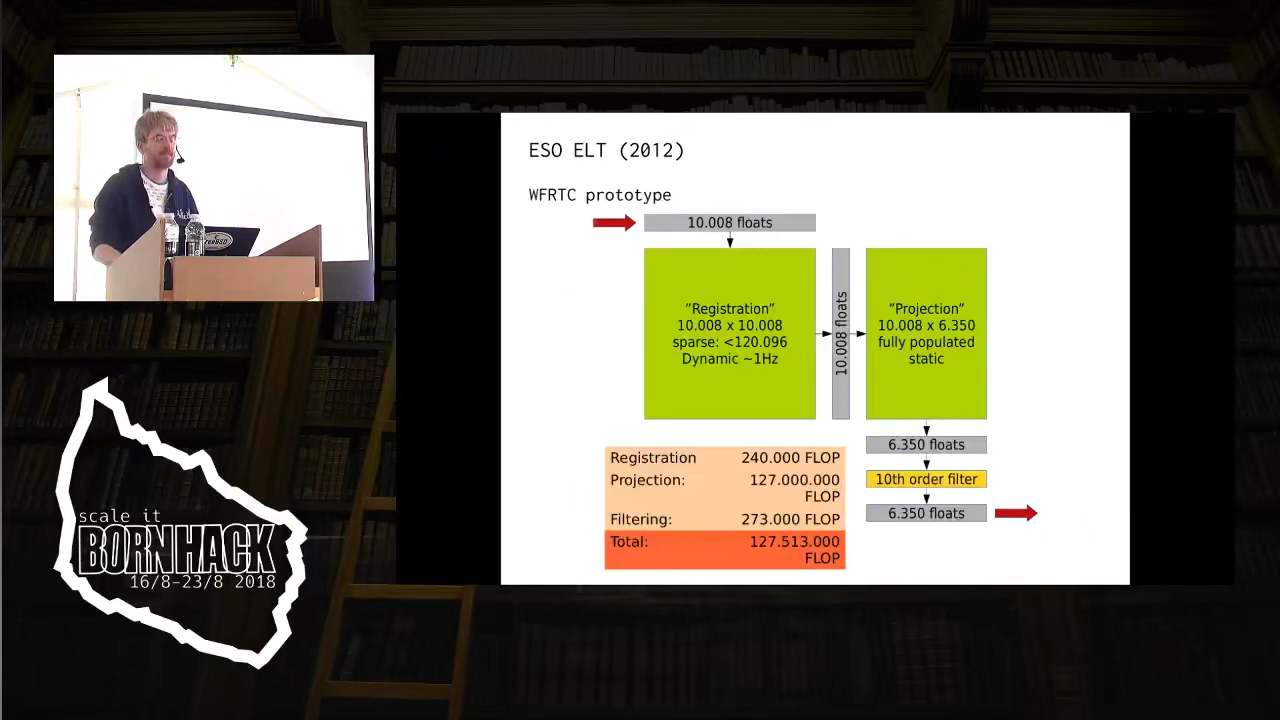 ESO ELT (2012)
WFRTC prototype
10.008 floats
"Registration"
10.008 x 10.008
sparse: <120.096
Dynamic ~1Hz
10.008 floats
"Projection"
10.008 x 6.350
fully populated
static
6.350 floats
10th order filter
6.350 floats
Registration 240.000 FLOP
Projection: 127.000.000
FLOP
Filtering: 273.000 FLOP
Total: 127.513.000
FLOP
scale it
BORNHACK
16/8-23/8 2018